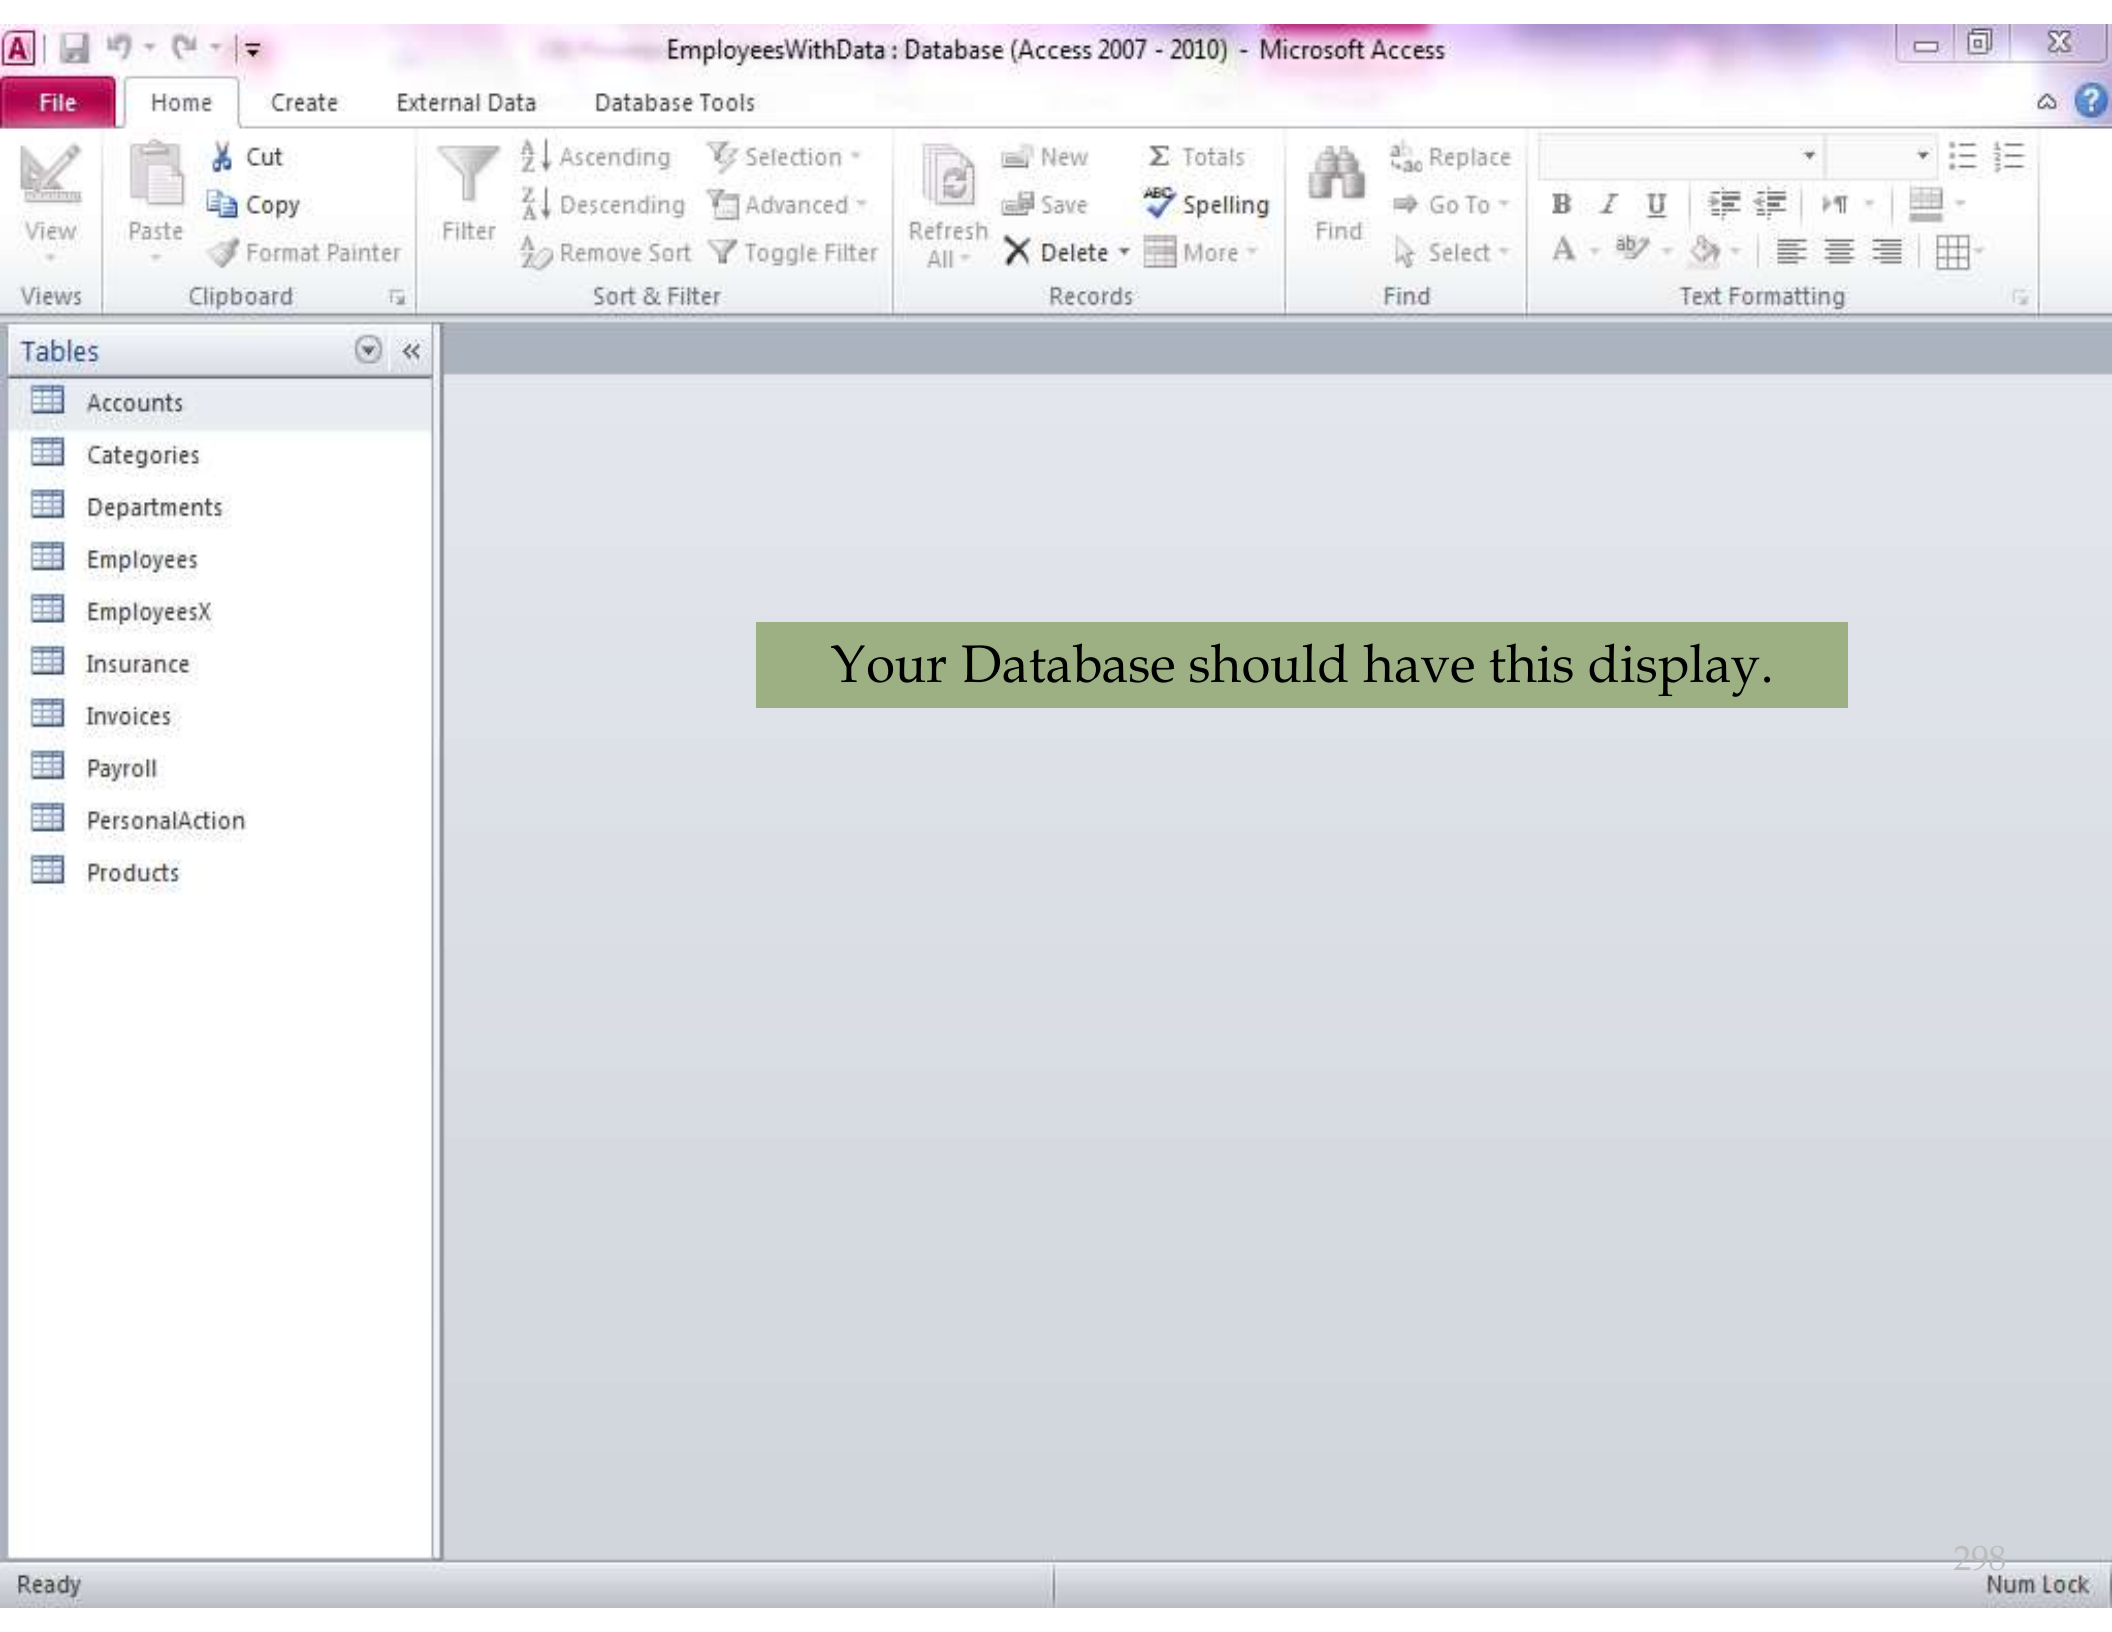 EmployeesWithData : Database (Access 2007 - 2010) - Microsoft Access
File Home Create External Data Database Tools
View
Views
Paste
Cut
Copy
Format Painter
Clipboard
Filter
Ascending
Descending
Remove Sort
Selection
Advanced
Toggle Filter
Sort & Filter
Refresh
All
New
Save
Delete
Σ Totals
Spelling
More
Records
Find
Replace
Go To
Select
Find
B I U
A
Text Formatting
Tables
Accounts
Categories
Departments
Employees
EmployeesX
Insurance
Invoices
Payroll
PersonalAction
Products
Your Database should have this display.
298
Ready
Num Lock